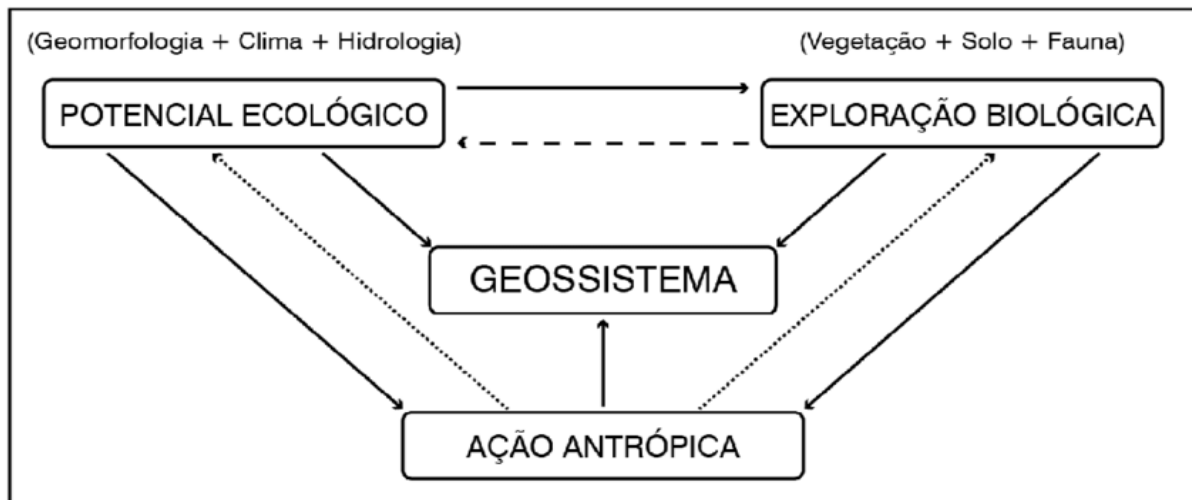 (Geomorfologia + Clima + Hidrologia)
(Vegetação + Solo + Fauna)
POTENCIAL ECOLÓGICO
EXPLORAÇÃO BIOLÓGICA
GEOSSISTEMA
AÇÃO ANTRÓPICA